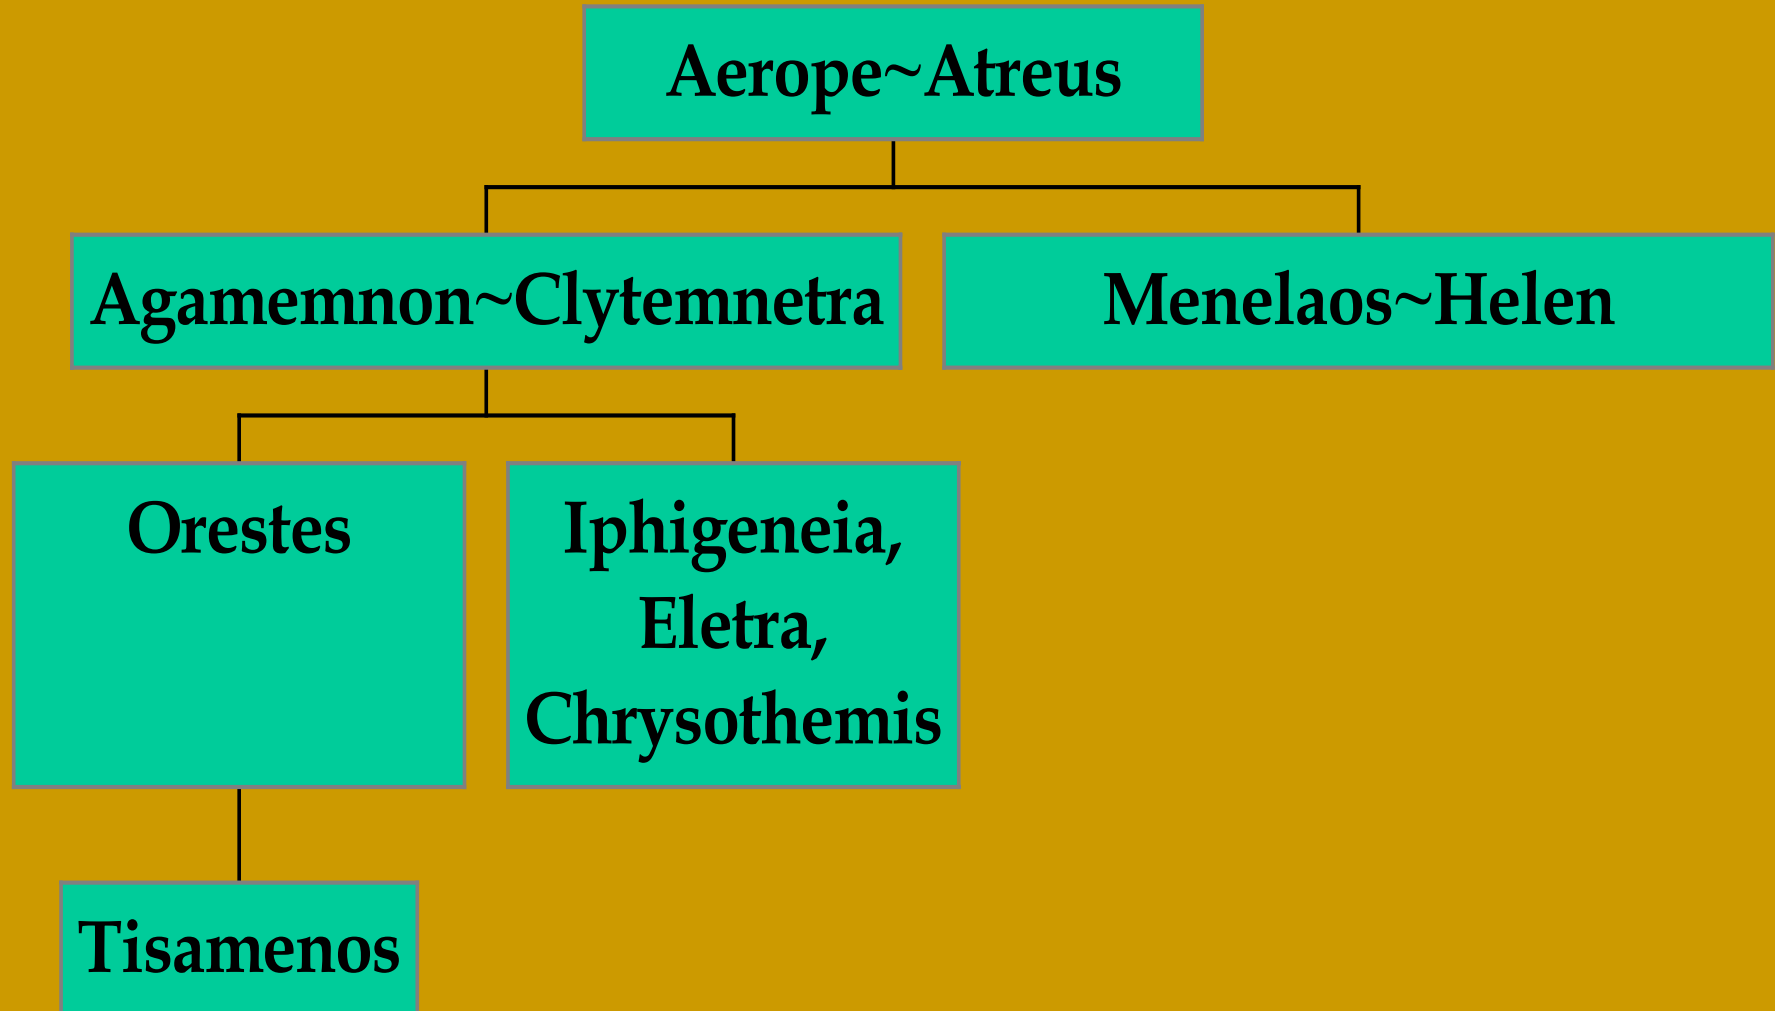 Aerope~Atreus
Agamemnon~Clytemnetra
Menelaos~Helen
Orestes
Iphigeneia,
Eletra,
Chrysothemis
Tisamenos